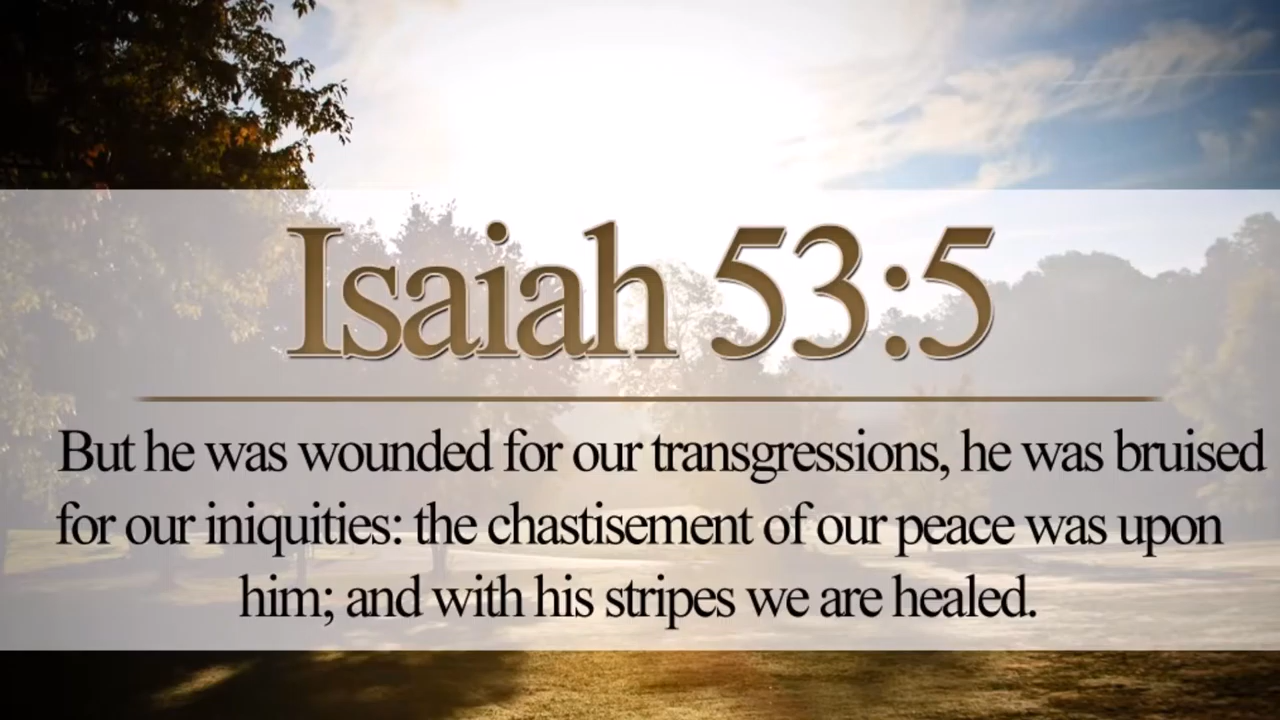 Isaiah 53:5
But he was wounded for our transgressions, he was bruised
for our iniquities: the chastisement of our peace was upon
him; and with his stripes we are healed.